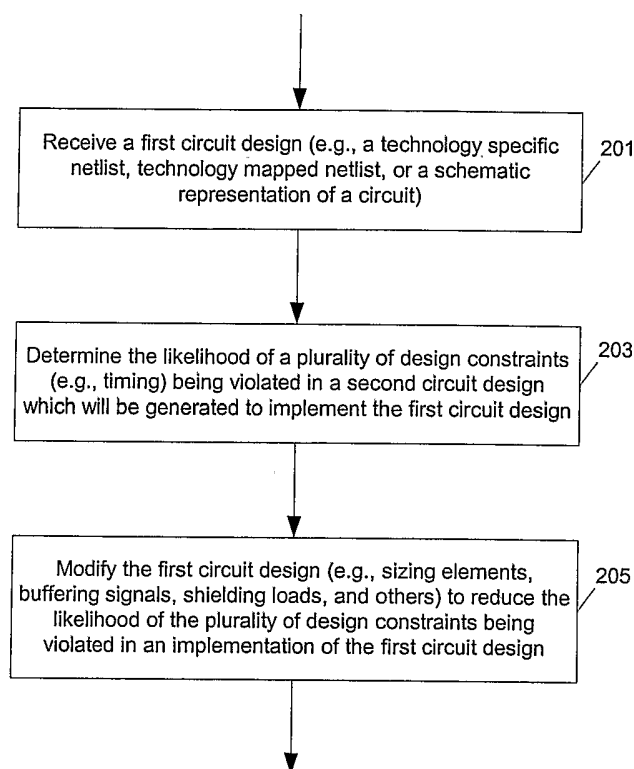 Receive a first circuit design (e.g., a technology specific
netlist, technology mapped netlist, or a schematic
representation of a circuit)
201
Determine the likelihood of a plurality of design constraints
(e.g., timing) being violated in a second circuit design
which will be generated to implement the first circuit design
203
Modify the first circuit design (e.g., sizing elements,
buffering signals, shielding loads, and others) to reduce the
likelihood of the plurality of design constraints being
violated in an implementation of the first circuit design
205